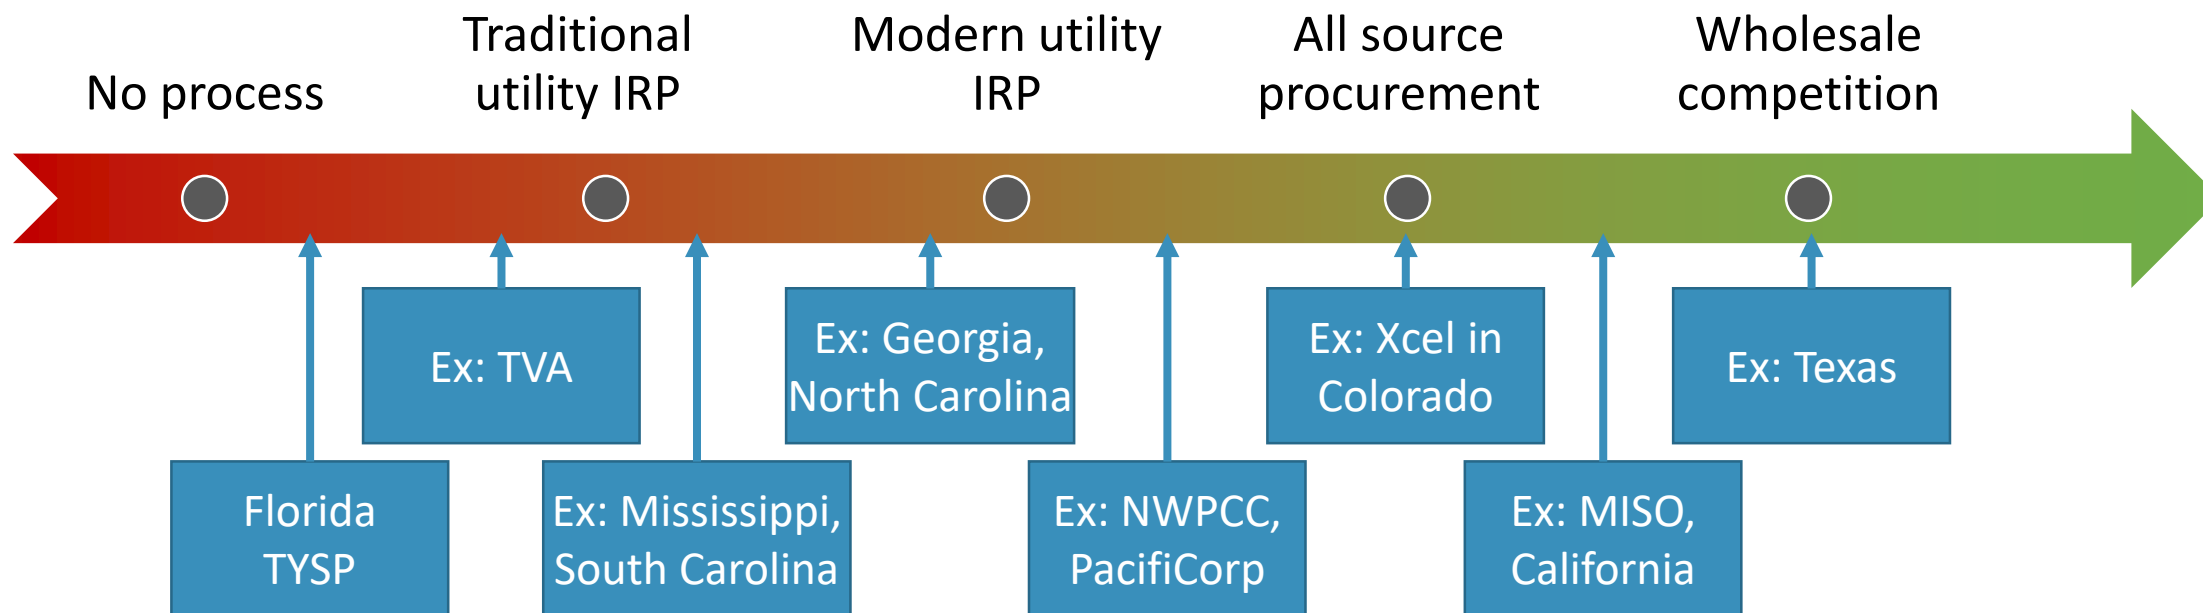 No process
Traditional
utility IRP
Modern utility
IRP
All source
procurement
Wholesale
competition
Florida
TYSP
Ex: TVA
Ex: Mississippi,
South Carolina
Ex: Georgia,
North Carolina
Ex: NWPCC,
PacifiCorp
Ex: Xcel in
Colorado
Ex: MISO,
California
Ex: Texas